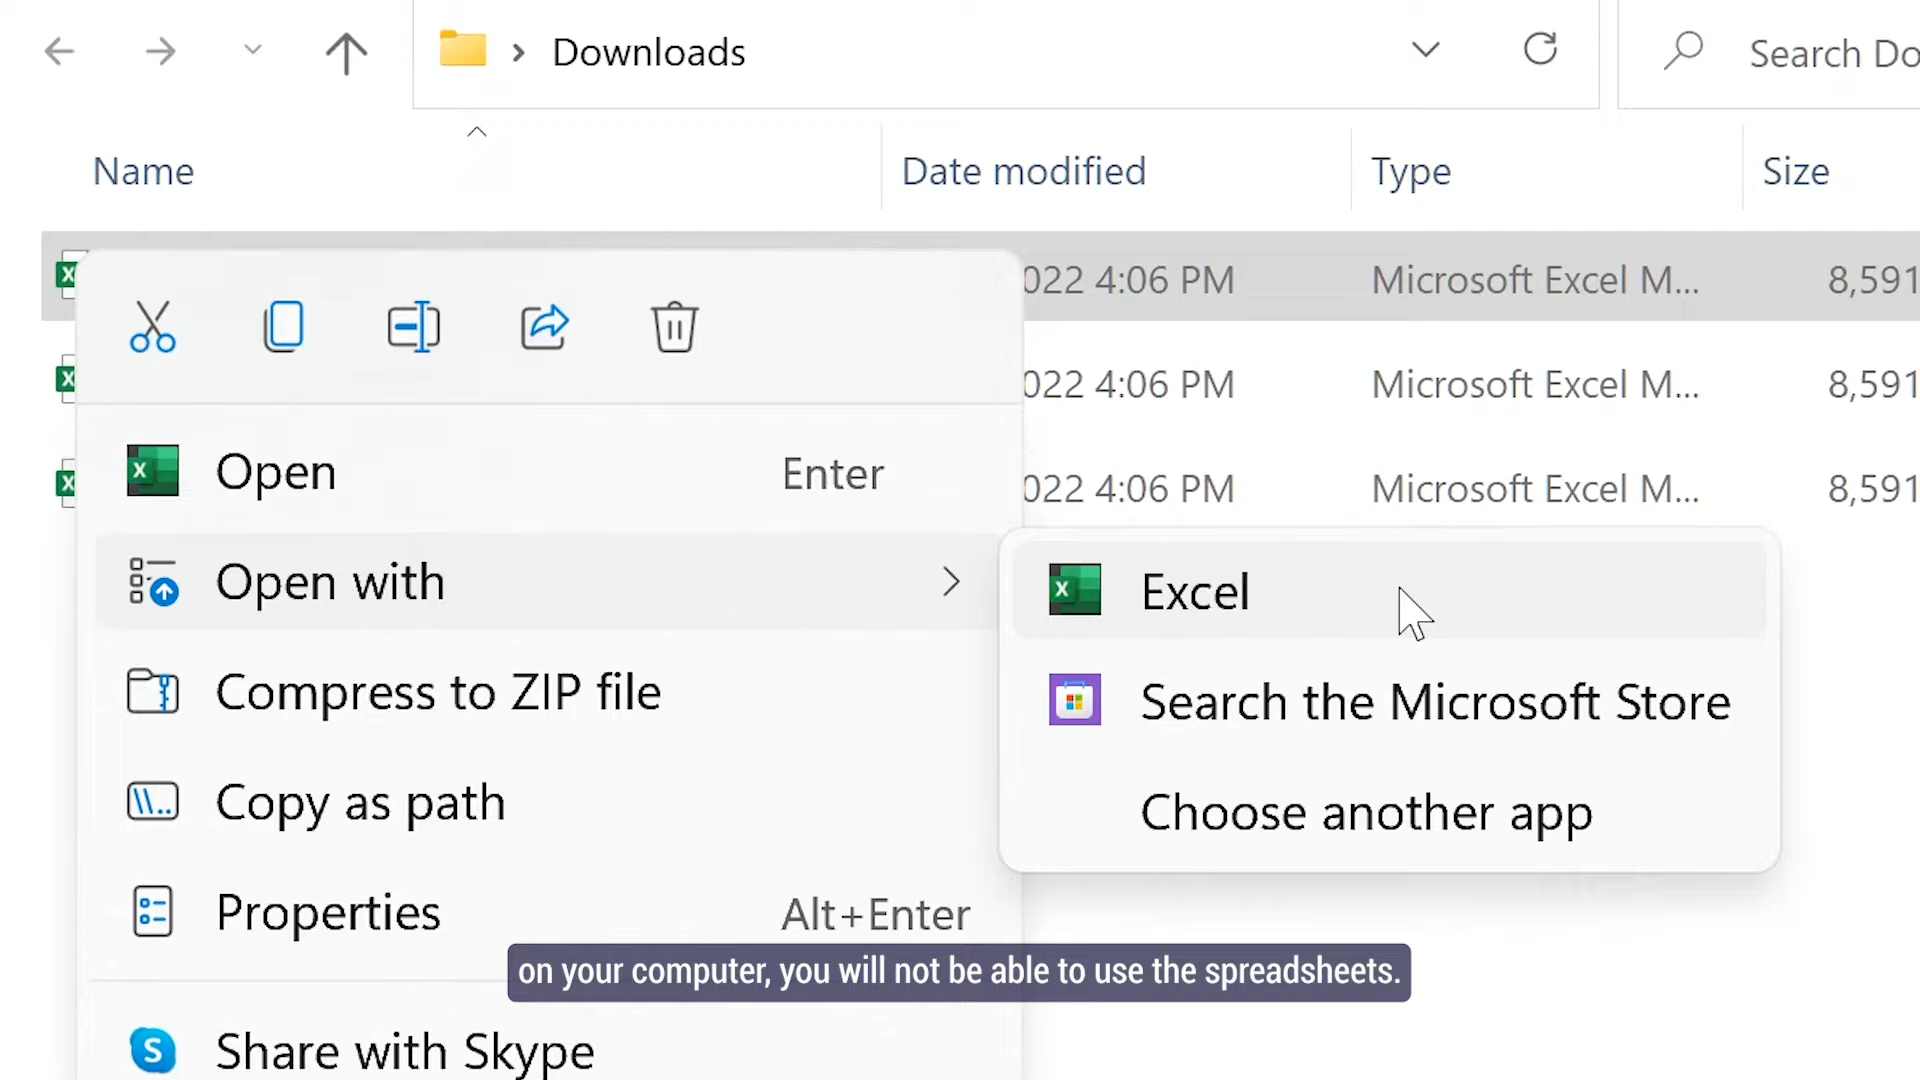 Downloads
Search Do
Name
Date modified
Type
Size
022 4:06 PM
Microsoft Excel M...
8,591
022 4:06 PM
Microsoft Excel M...
8,591
022 4:06 PM
Microsoft Excel M...
8,591
Open
Enter
Open with
Excel
Search the Microsoft Store
Choose another app
Compress to ZIP file
Copy as path
Properties
Alt+Enter
on your computer, you will not be able to use the spreadsheets.
Share with Skype